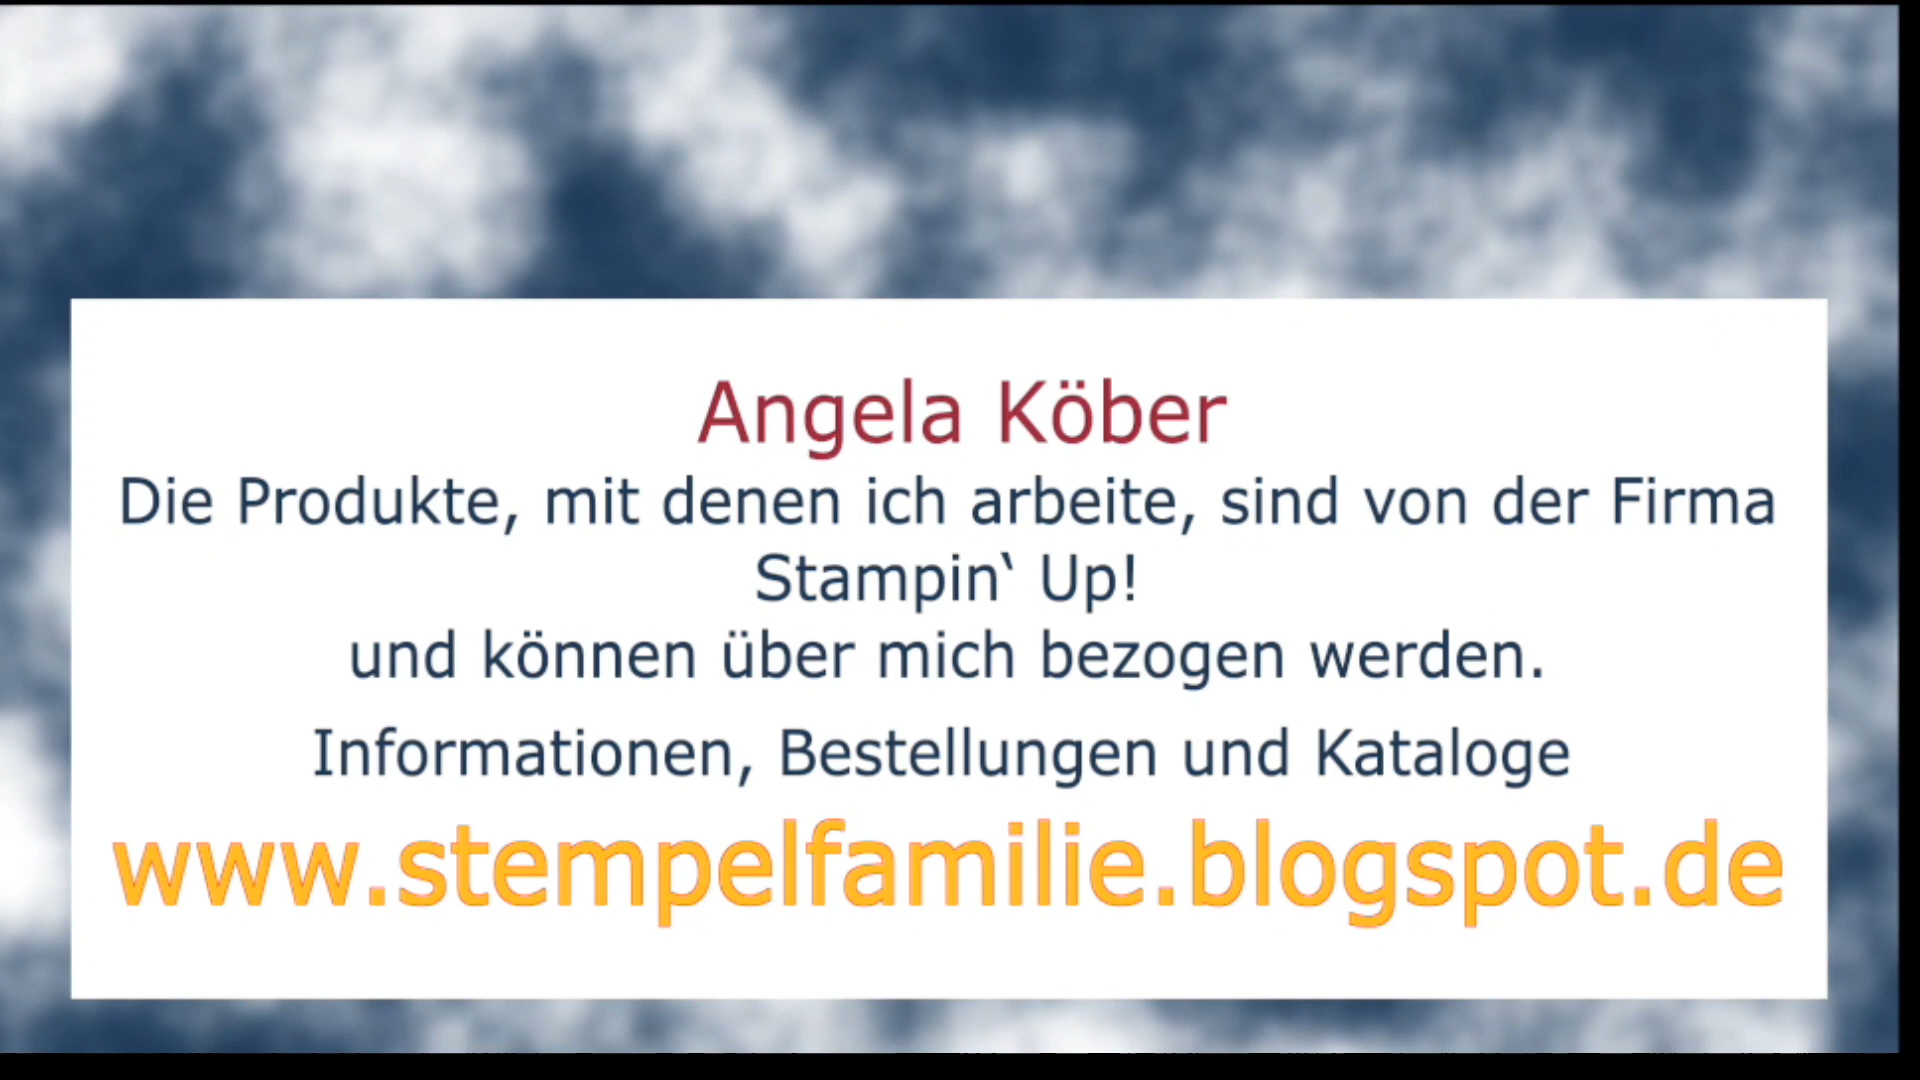 Angela Köber
Die Produkte, mit denen ich arbeite, sind von der Firma
Stampin‘ Up!
und können über mich bezogen werden.
Informationen, Bestellungen und Kataloge
www.stempelfamilie.blogspot.de